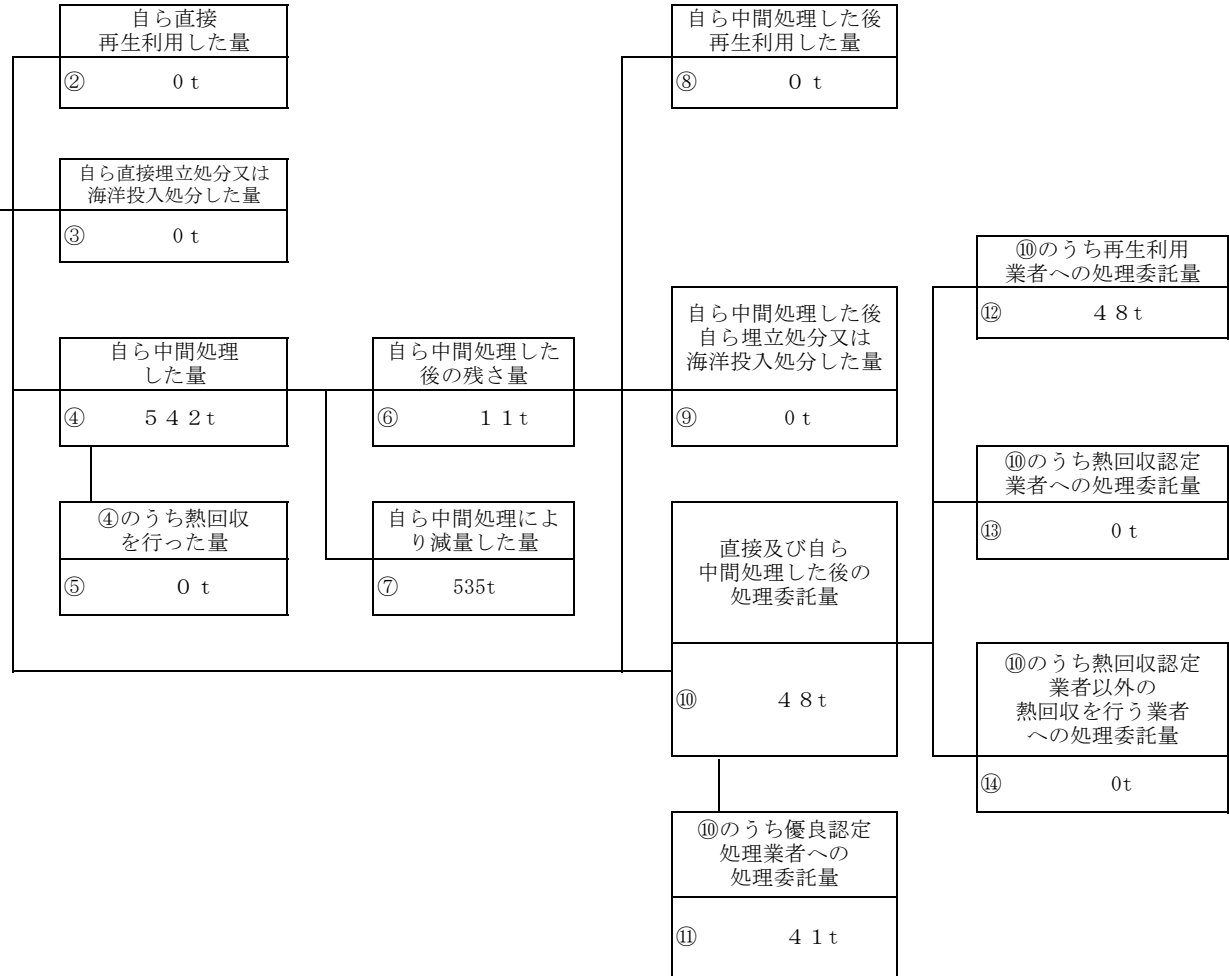 自ら直接
再生利用した量
② 0 t
自ら直接埋立処分又は
海洋投入処分した量
③ 0 t
自ら中間処理
した量
④ 542t
④のうち熱回収
を行った量
⑤ 0 t
自ら中間処理した
後の残さ量
⑥ 11t
自ら中間処理によ
り減量した量
⑦ 535t
自ら中間処理した後
再生利用した量
⑧ 0 t
自ら中間処理した後
自ら埋立処分又は
海洋投入処分した量
⑨ 0 t
直接及び自ら
中間処理した後の
処理委託量
⑩ 48t
⑩のうち優良認定
処理業者への
処理委託量
⑪ 41t
⑩のうち再生利用
業者への処理委託量
⑫ 48t
⑩のうち熱回収認定
業者への処理委託量
⑬ 0 t
⑩のうち熱回収認定
業者以外の
熱回収を行う業者
への処理委託量
⑭ 0t